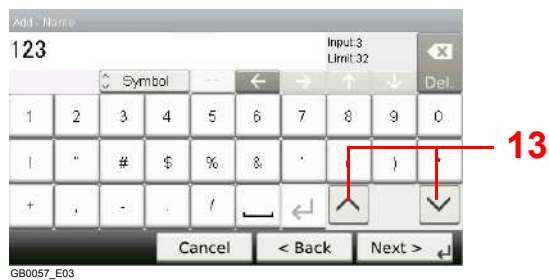 Add - Name
123
Input:3
Limit:32
Symbol
Del.
1 2 3 4 5 6 7 8 9 0
! " # $ % & ' ( ) *
+ , - . /
Cancel < Back Next >
13
GB0057_E03